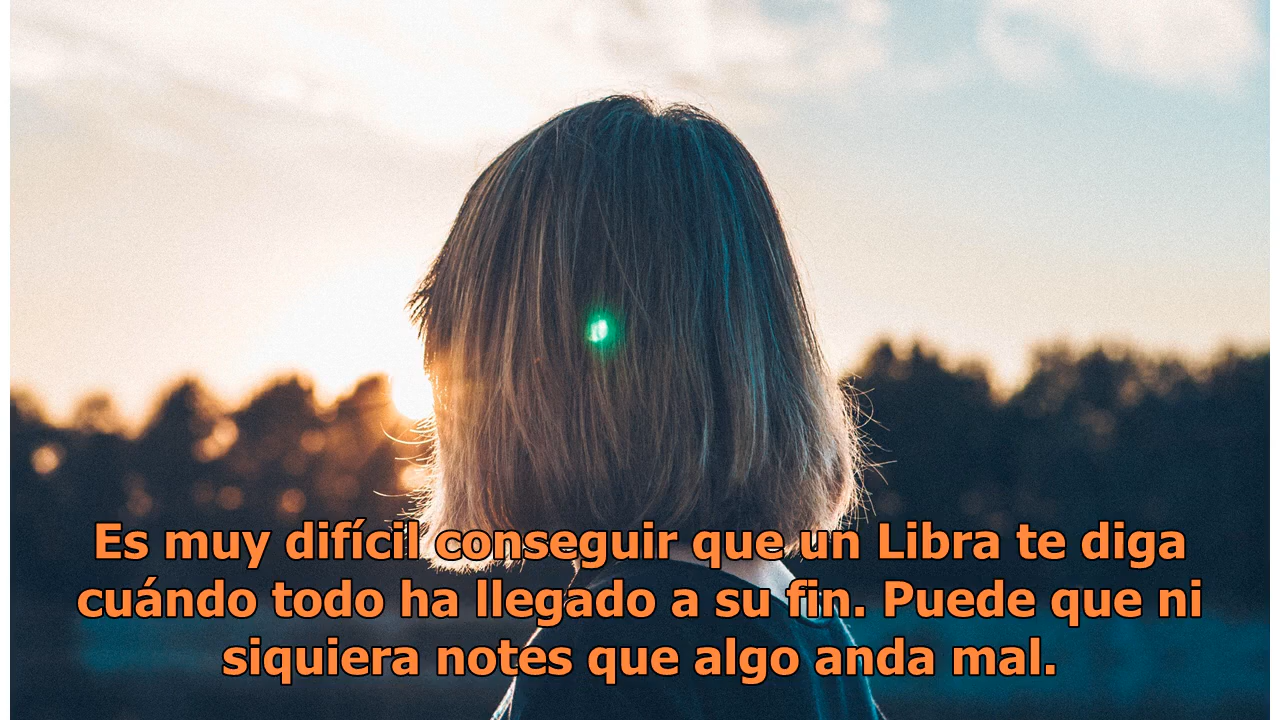 Es muy difícil conseguir que un Libra te diga
cuándo todo ha llegado a su fin. Puede que ni
siquiera notes que algo anda mal.